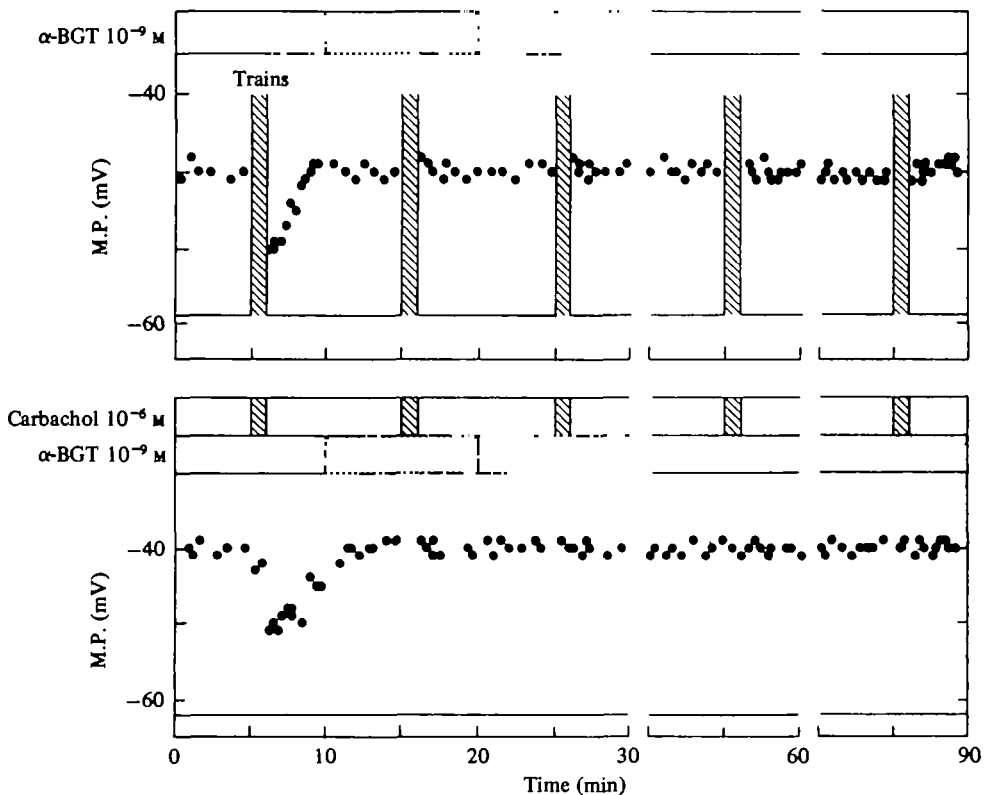 α-BGT 10⁻⁹ M
Trains
−40
M.P. (mV)
−60
Carbachol 10⁻⁶ M
α-BGT 10⁻⁹ M
−40
M.P. (mV)
−60
0 10 20 30 60 90
Time (min)